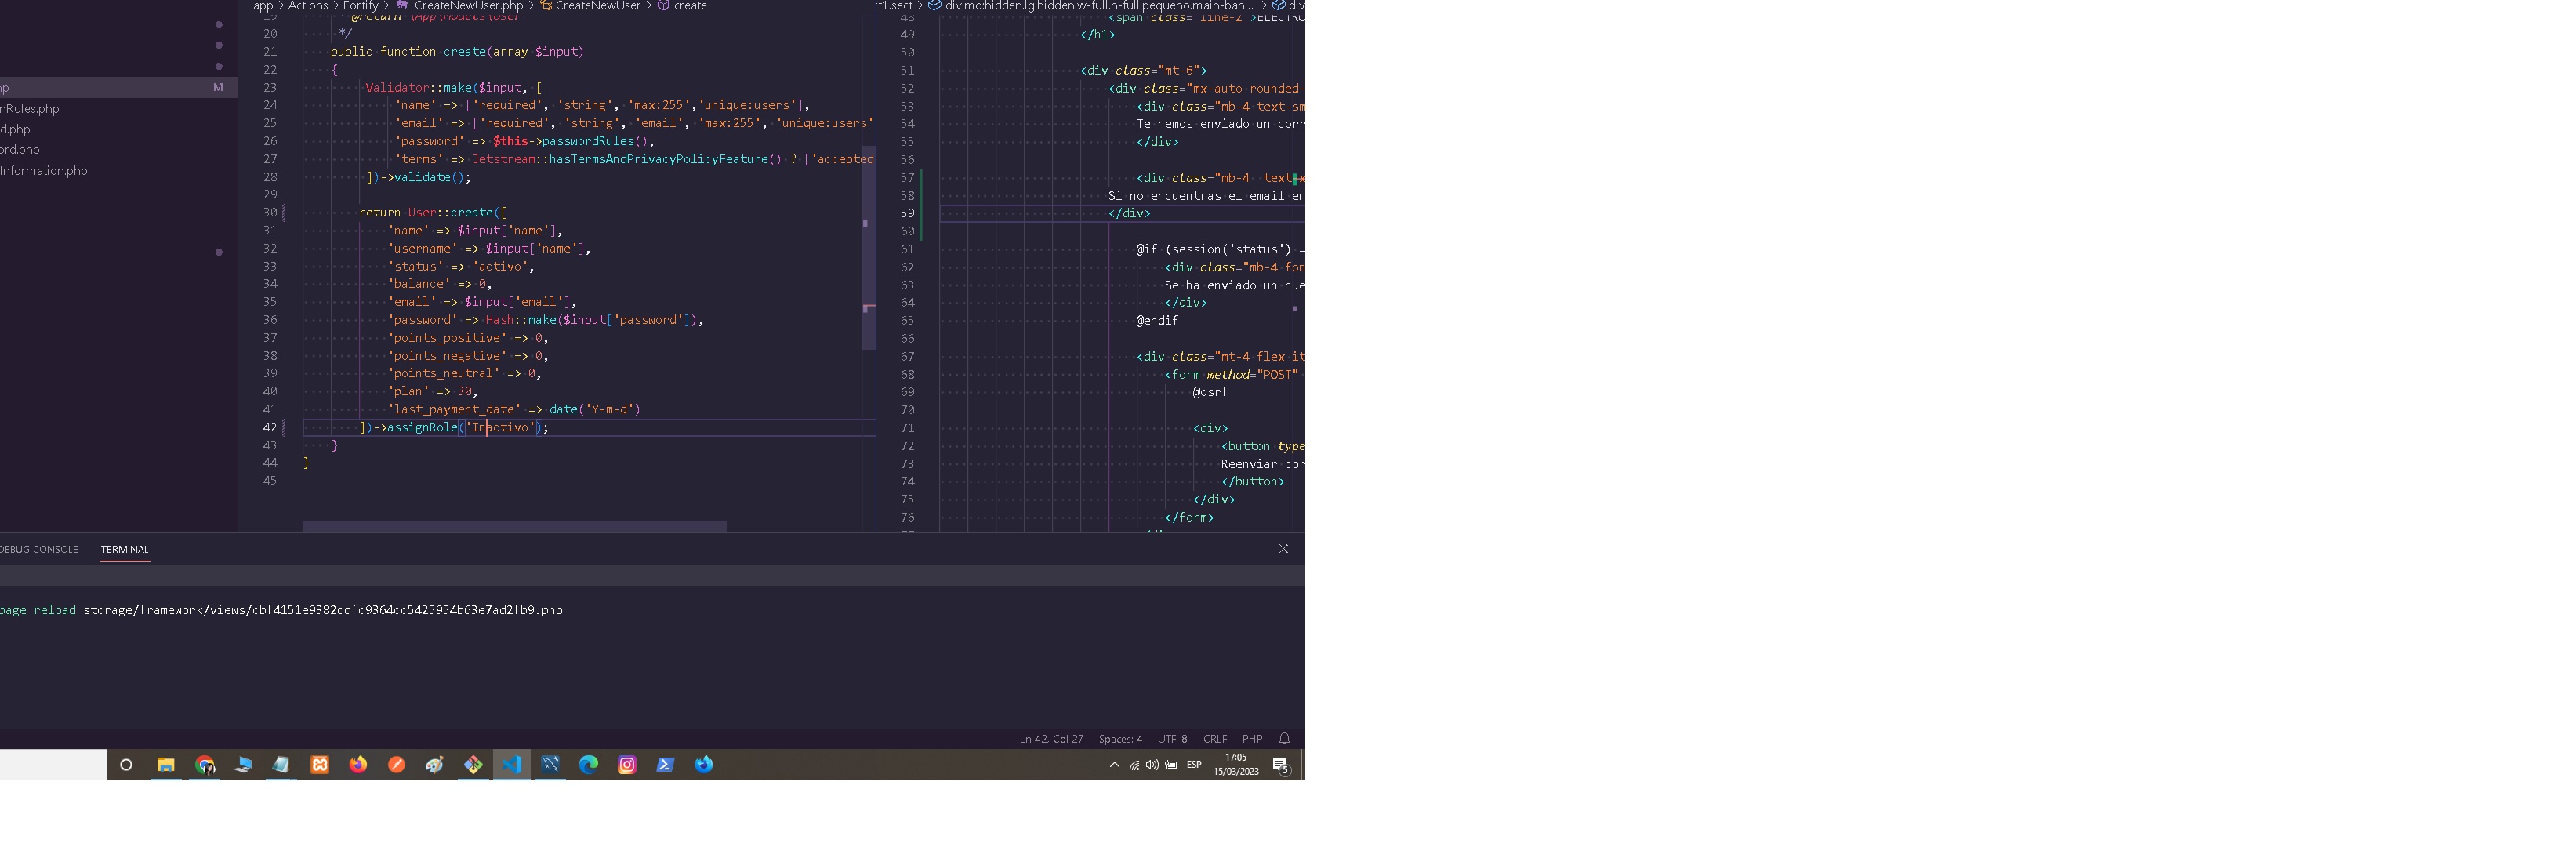 app > Actions > Fortify > CreateNewUser.php > CreateNewUser > create
M
nRules.php
d.php
ord.php
Information.php
19 @return \App\Models\User
20 */
21 public function create(array $input)
22 {
23 Validator::make($input, [
24 'name' => ['required', 'string', 'max:255','unique:users'],
25 'email' => ['required', 'string', 'email', 'max:255', 'unique:users'
26 'password' => $this->passwordRules(),
27 'terms' => Jetstream::hasTermsAndPrivacyPolicyFeature() ? ['accepted
28 ])->validate();
29
30 return User::create([
31 'name' => $input['name'],
32 'username' => $input['name'],
33 'status' => 'activo',
34 'balance' => 0,
35 'email' => $input['email'],
36 'password' => Hash::make($input['password']),
37 'points_positive' => 0,
38 'points_negative' => 0,
39 'points_neutral' => 0,
40 'plan' => 30,
41 'last_payment_date' => date('Y-m-d')
42 ])->assignRole('Inactivo');
43 }
44 }
45
t1.sect > div.md:hidden.lg:hidden.w-full.h-full.pequeno.main-ban... > div
48 <span class="line-2">ELECTRO
49 </h1>
50
51 <div class="mt-6">
52 <div class="mx-auto rounded-
53 <div class="mb-4 text-sm
54 Te hemos enviado un corr
55 </div>
56
57 <div class="mb-4 text-x
58 Si no encuentras el email en
59 </div>
60
61 @if (session('status') =
62 <div class="mb-4 fon
63 Se ha enviado un nue
64 </div>
65 @endif
66
67 <div class="mt-4 flex it
68 <form method="POST"
69 @csrf
70
71 <div>
72 <button type
73 Reenviar cor
74 </button>
75 </div>
76 </form>
DEBUG CONSOLE TERMINAL
page reload storage/framework/views/cbf4151e9382cdfc9364cc5425954b63e7ad2fb9.php
Ln 42, Col 27 Spaces: 4 UTF-8 CRLF PHP
ESP 17:05
15/03/2023 5